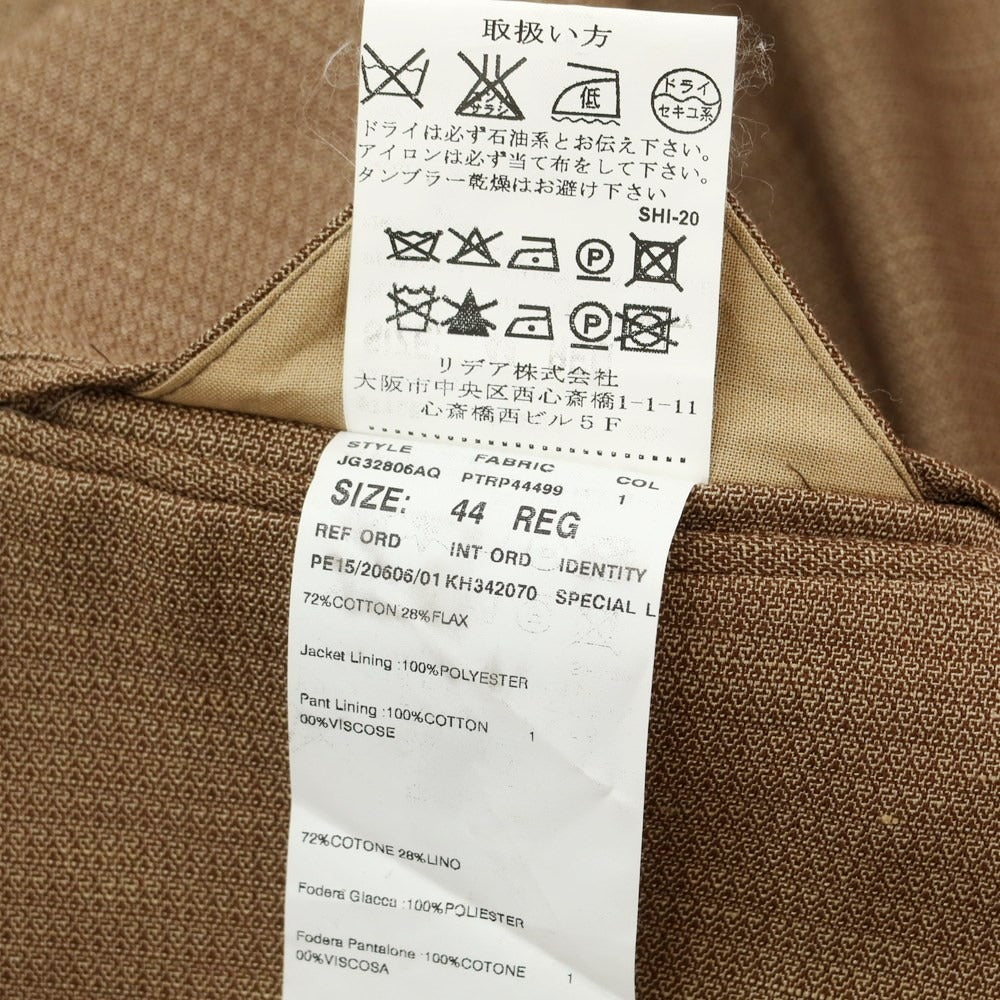 取扱い方
エンソ
サラシ
低
ドライ
セキユ系
ドライは必ず石油系とお伝え下さい。
アイロンは必ず当て布をして下さい。
タンブラー乾燥はお避け下さい
SHI-20
P
P
リデア株式会社
大阪市中央区西心斎橋1-1-11
心斎橋西ビル5F
STYLE FABRIC COL
JG32806AQ PTRP44499 1
SIZE: 44 REG
REF ORD INT ORD IDENTITY
PE15/20606/01 KH342070 SPECIAL L
72%COTTON 28%FLAX
Jacket Lining :100%POLYESTER
Pant Lining :100%COTTON 1
00%VISCOSE
72%COTONE 28%LINO
Fodera Giacca :100%POLIESTER
Fodera Pantalone :100%COTONE 1
00%VISCOSA